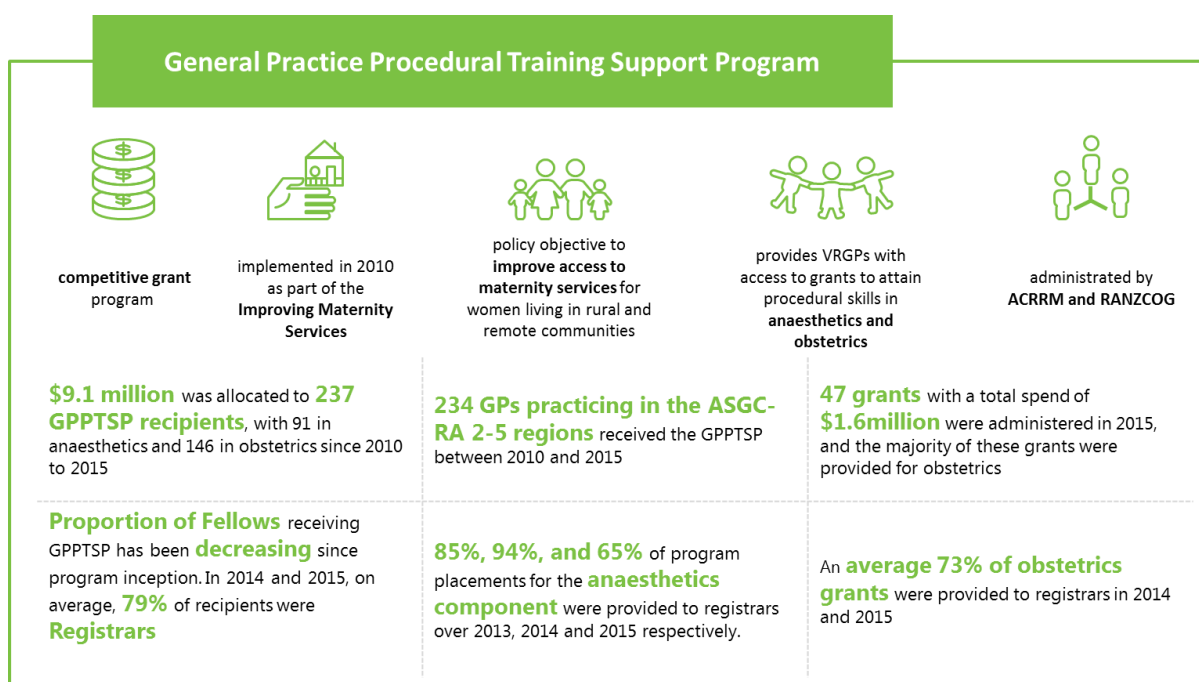 General Practice Procedural Training Support Program
$
$
$
competitive grant
program
implemented in 2010
as part of the
Improving Maternity
Services
policy objective to
improve access to
maternity services for
women living in rural and
remote communities
provides VRGPs with
access to grants to attain
procedural skills in
anaesthetics and
obstetrics
administrated by
ACRRM and RANZCOG
$9.1 million was allocated to 237
GPPTSP recipients, with 91 in
anaesthetics and 146 in obstetrics since 2010
to 2015
234 GPs practicing in the ASGC-
RA 2-5 regions received the GPPTSP
between 2010 and 2015
47 grants with a total spend of
$1.6million were administered in 2015,
and the majority of these grants were
provided for obstetrics
Proportion of Fellows receiving
GPPTSP has been decreasing since
program inception. In 2014 and 2015, on
average, 79% of recipients were
Registrars
85%, 94%, and 65% of program
placements for the anaesthetics
component were provided to registrars
over 2013, 2014 and 2015 respectively.
An average 73% of obstetrics
grants were provided to registrars in 2014
and 2015